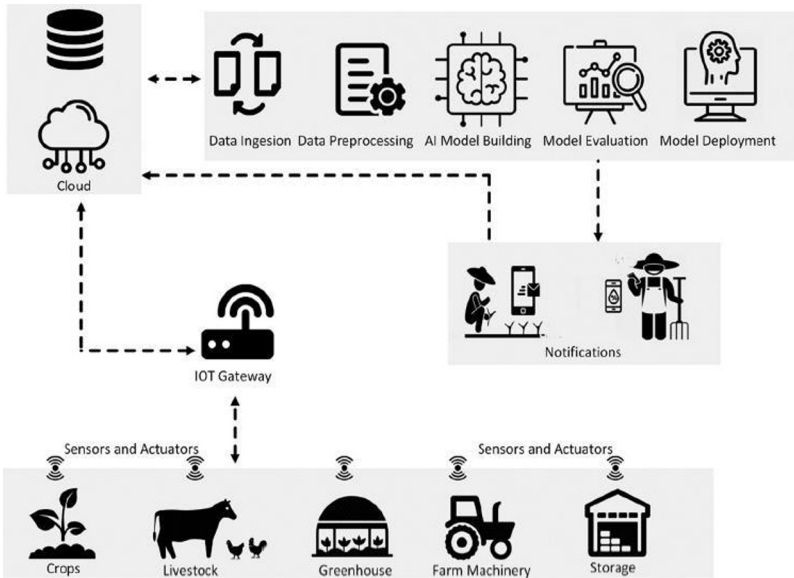 Data Ingesion Data Preprocessing AI Model Building Model Evaluation Model Deployment
Cloud
Notifications
IOT Gateway
Sensors and Actuators Sensors and Actuators
Crops Livestock Greenhouse Farm Machinery Storage